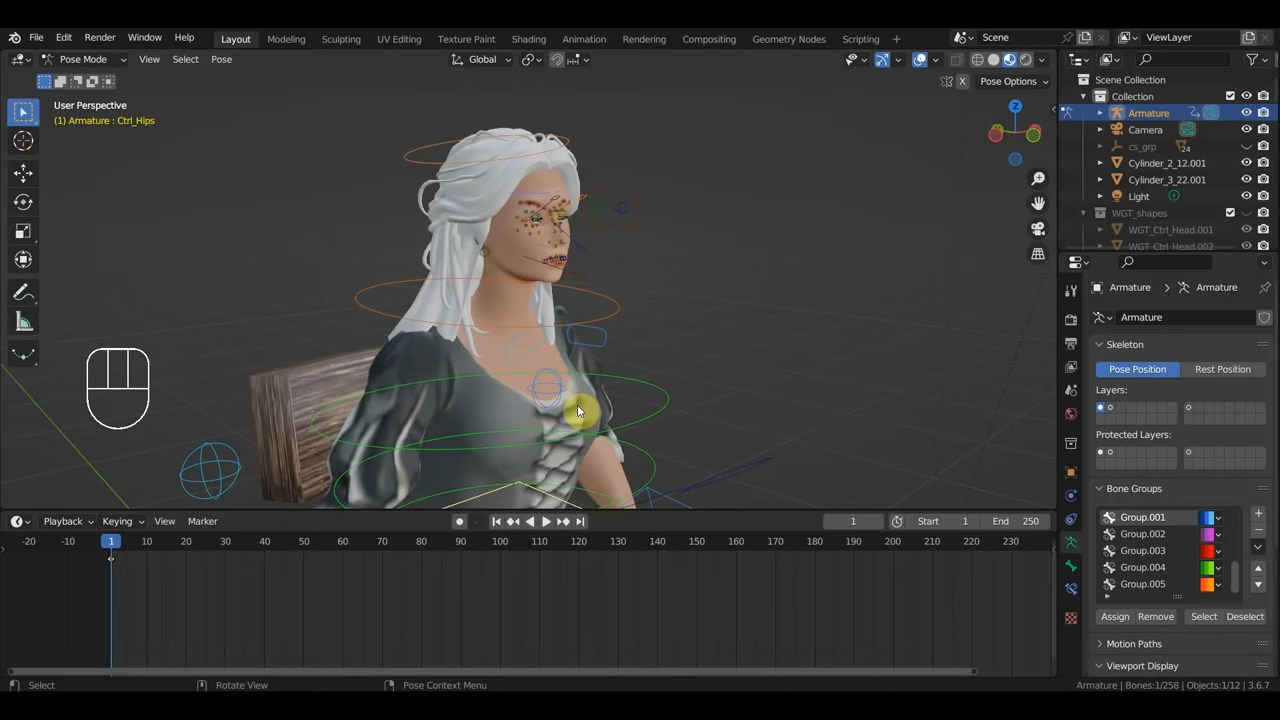 File Edit Render Window Help Layout Modeling Sculpting UV Editing Texture Paint Shading Animation Rendering Compositing Geometry Nodes Scripting + Scene ViewLayer
Pose Mode View Select Pose Global
X Pose Options
User Perspective
(1) Armature : Ctrl_Hips
Z
Scene Collection
Collection
Armature
Camera
cs_grp 24
Cylinder_2_12.001
Cylinder_3_22.001
Light
WGT_shapes
WGT_Ctrl_Head.001
WGT_Ctrl_Head.002
Armature > Armature
Armature
Skeleton
Pose Position Rest Position
Layers:
Protected Layers:
Bone Groups
Group.001
Group.002
Group.003
Group.004
Group.005
Assign Remove Select Deselect
Motion Paths
Viewport Display
Playback Keying View Marker 1 Start 1 End 250
-20 -10 1 10 20 30 40 50 60 70 80 90 100 110 120 130 140 150 160 170 180 190 200 210 220 230
Select Rotate View Pose Context Menu Armature | Bones:1/258 | Objects:1/12 | 3.6.7